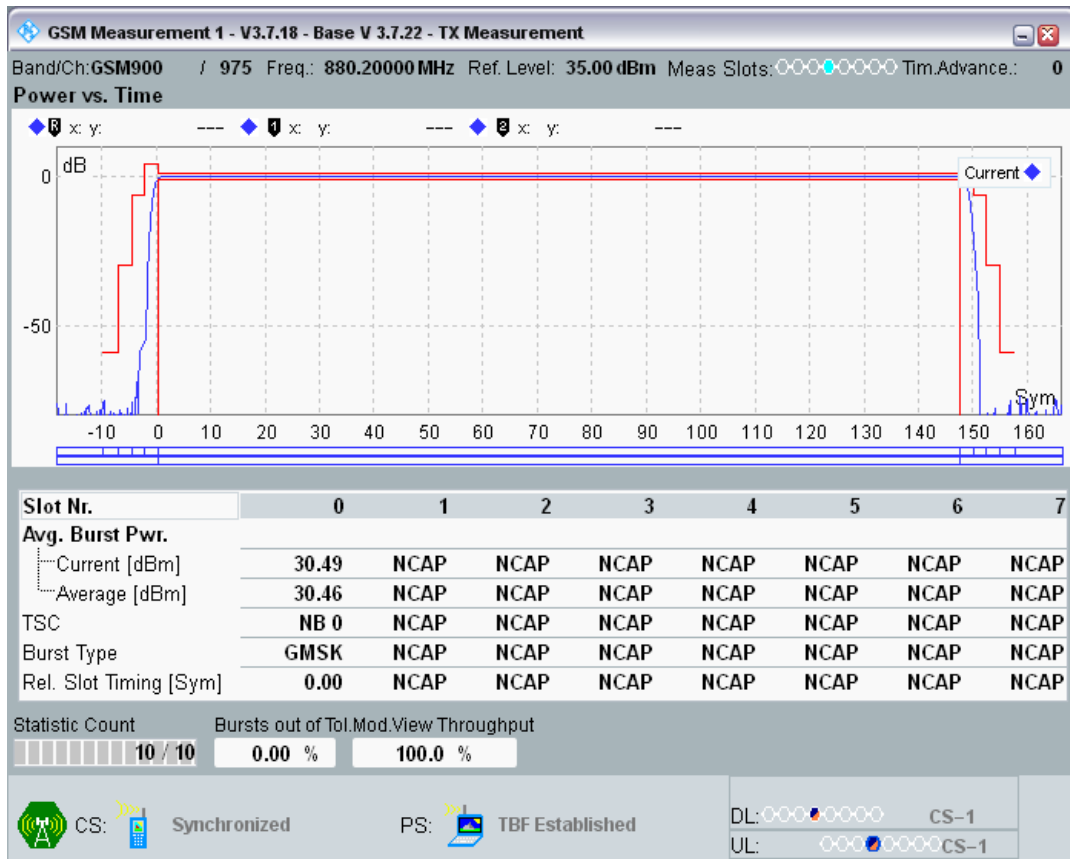 GSM Measurement 1 - V3.7.18 - Base V 3.7.22 - TX Measurement
Band/Ch:GSM900 / 975 Freq.: 880.20000 MHz Ref. Level: 35.00 dBm Meas Slots: Tim.Advance.: 0
Power vs. Time
R x: y: --- 1 x: y: --- 2 x: y: ---
dB
Current
0
-50
Sym
-10 0 10 20 30 40 50 60 70 80 90 100 110 120 130 140 150 160
Slot Nr. 0 1 2 3 4 5 6 7
Avg. Burst Pwr.
Current [dBm] 30.49 NCAP NCAP NCAP NCAP NCAP NCAP NCAP
Average [dBm] 30.46 NCAP NCAP NCAP NCAP NCAP NCAP NCAP
TSC NB 0 NCAP NCAP NCAP NCAP NCAP NCAP NCAP
Burst Type GMSK NCAP NCAP NCAP NCAP NCAP NCAP NCAP
Rel. Slot Timing [Sym] 0.00 NCAP NCAP NCAP NCAP NCAP NCAP NCAP
Statistic Count Bursts out of Tol.Mod.View Throughput
10 / 10 0.00 % 100.0 %
CS: Synchronized PS: TBF Established DL: CS-1
UL: CS-1